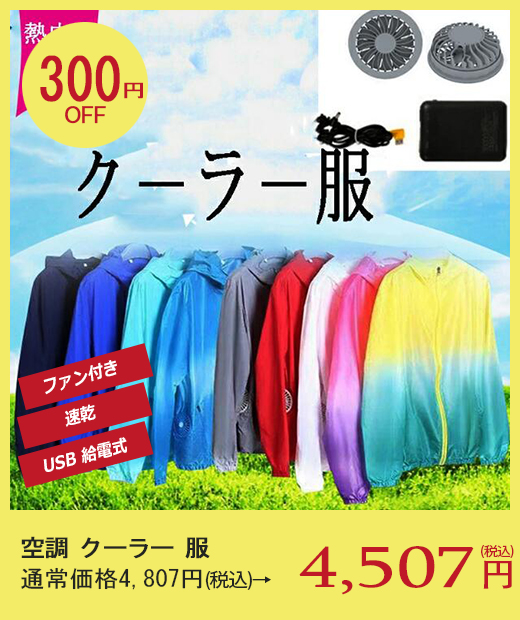 300円
OFF
クーラー服
ファン付き
速乾
USB 給電式
空調 クーラー 服
通常価格4,807円(税込)→
4,507円(税込)